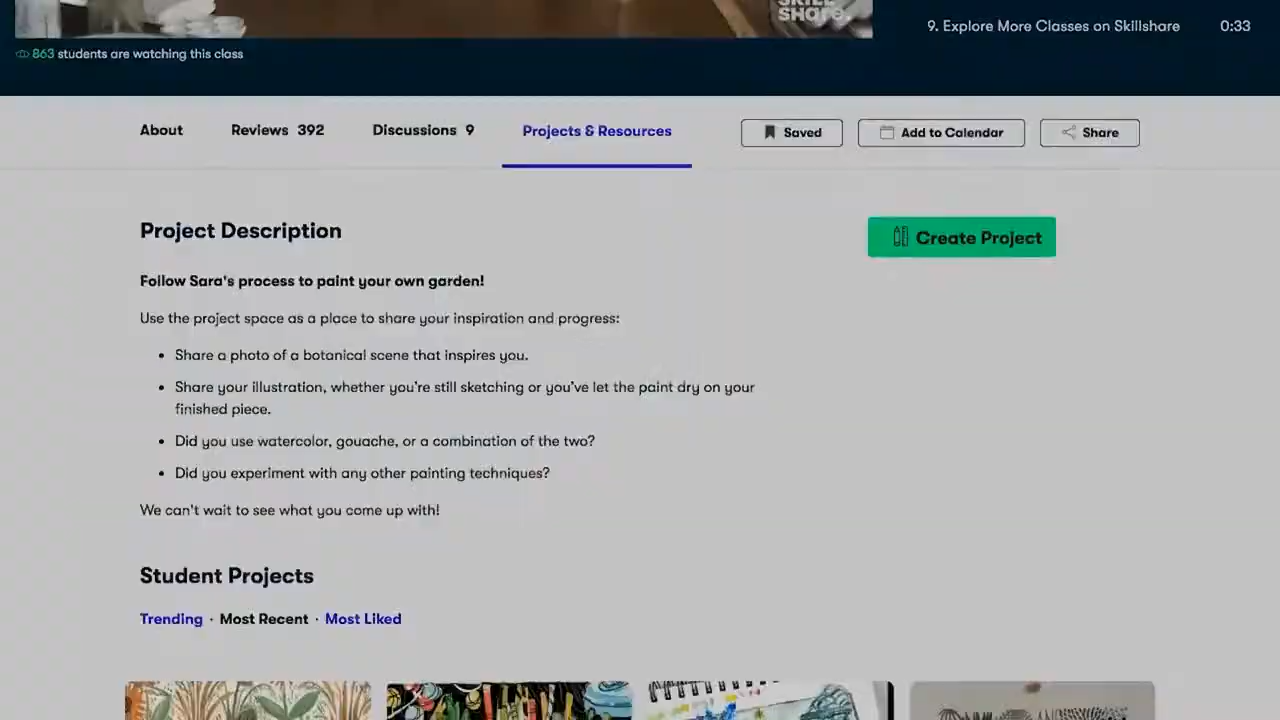 SKILL
SHare.
9. Explore More Classes on Skillshare 0:33
863 students are watching this class
About Reviews 392 Discussions 9 Projects & Resources Saved Add to Calendar Share
Project Description
Create Project
Follow Sara's process to paint your own garden!
Use the project space as a place to share your inspiration and progress:
• Share a photo of a botanical scene that inspires you.
• Share your illustration, whether you're still sketching or you've let the paint dry on your
finished piece.
• Did you use watercolor, gouache, or a combination of the two?
• Did you experiment with any other painting techniques?
We can't wait to see what you come up with!
Student Projects
Trending · Most Recent · Most Liked